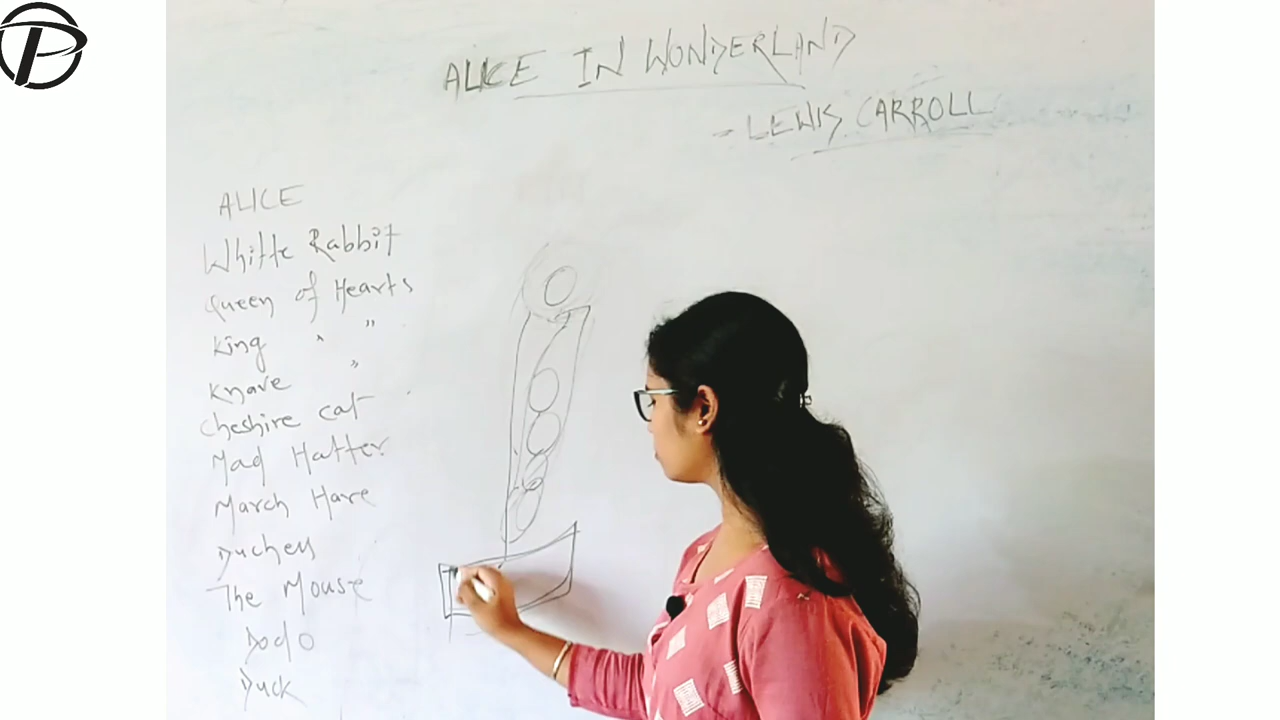 ALICE IN WONDERLAND
- LEWIS CARROLL
ALICE
White Rabbit
Queen of Hearts
King " "
Knave "
Cheshire cat
Mad Hatter
March Hare
Duchess
The Mouse
Dodo
Duck